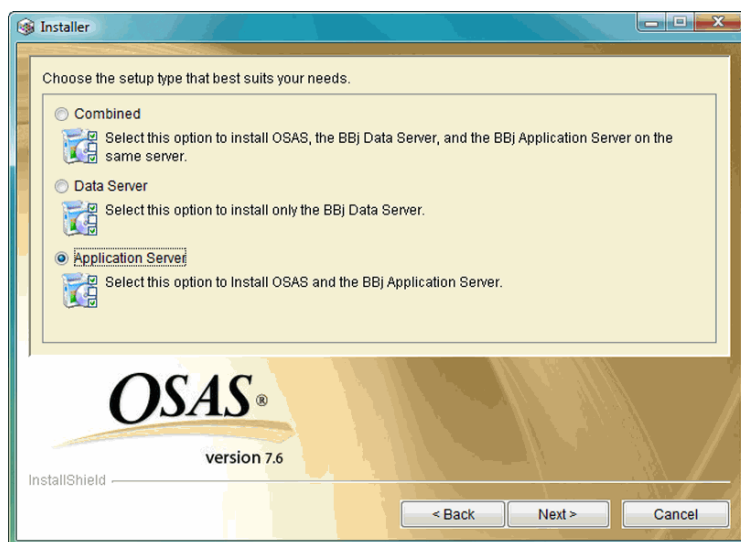 Installer
Choose the setup type that best suits your needs.
Combined
Select this option to install OSAS, the BBj Data Server, and the BBj Application Server on the
same server.
Data Server
Select this option to install only the BBj Data Server.
Application Server
Select this option to Install OSAS and the BBj Application Server.
OSAS®
version 7.6
InstallShield
< Back Next > Cancel